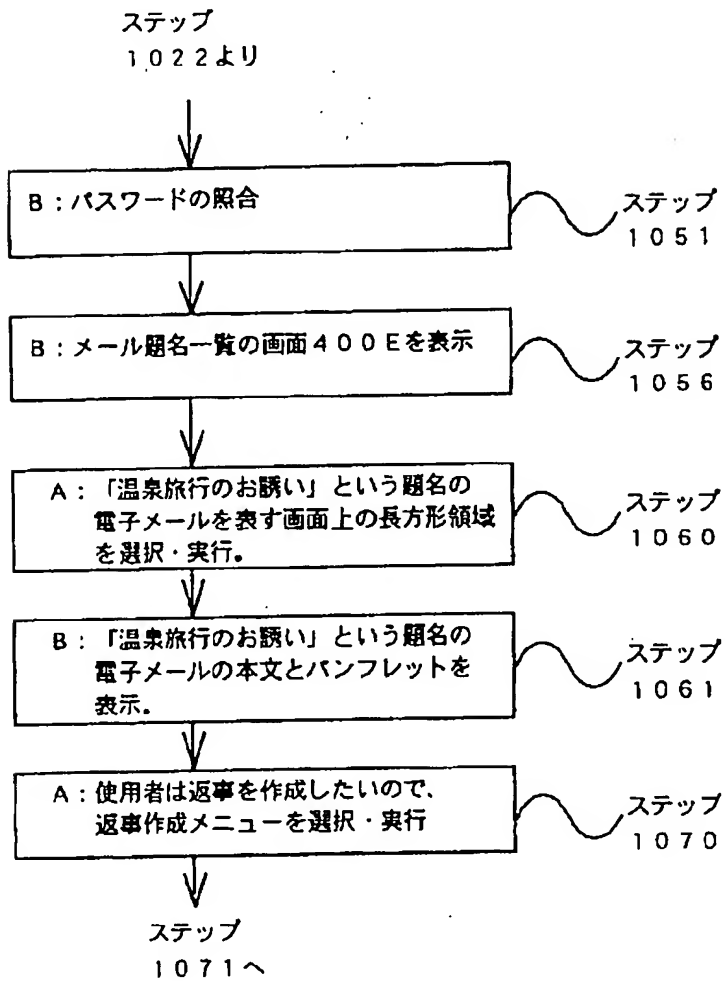 ステップ
1022より
B:パスワードの照合
ステップ
1051
B:メール題名一覧の画面400Eを表示
ステップ
1056
A:「温泉旅行のお誘い」という題名の
電子メールを表す画面上の長方形領域
を選択・実行。
ステップ
1060
B:「温泉旅行のお誘い」という題名の
電子メールの本文とパンフレットを
表示。
ステップ
1061
A:使用者は返事を作成したいので、
返事作成メニューを選択・実行
ステップ
1070
ステップ
1071へ